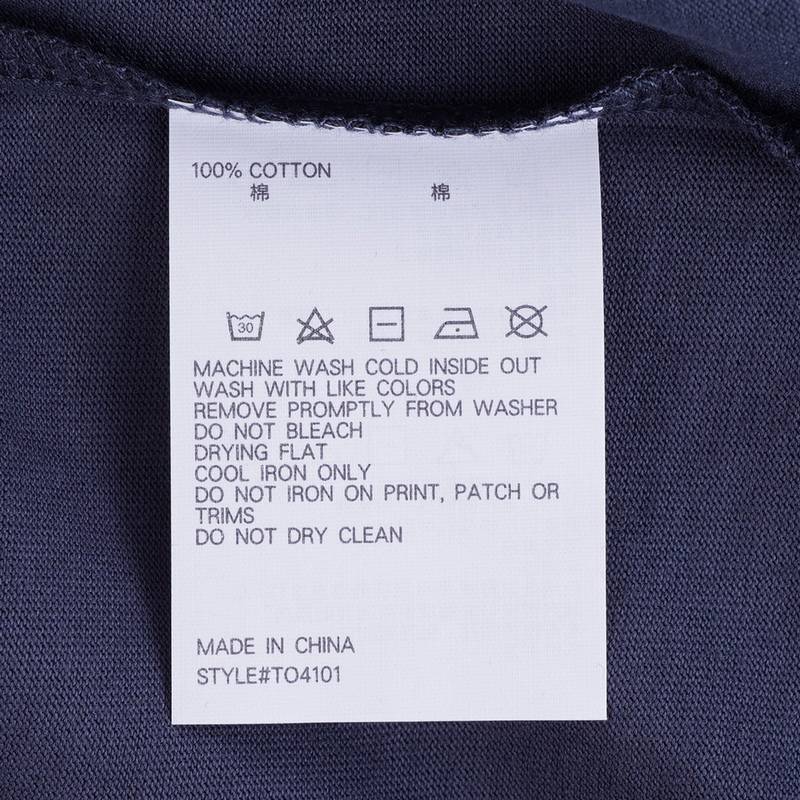 100% COTTON
棉 棉
30
MACHINE WASH COLD INSIDE OUT
WASH WITH LIKE COLORS
REMOVE PROMPTLY FROM WASHER
DO NOT BLEACH
DRYING FLAT
COOL IRON ONLY
DO NOT IRON ON PRINT, PATCH OR
TRIMS
DO NOT DRY CLEAN
MADE IN CHINA
STYLE#TO4101